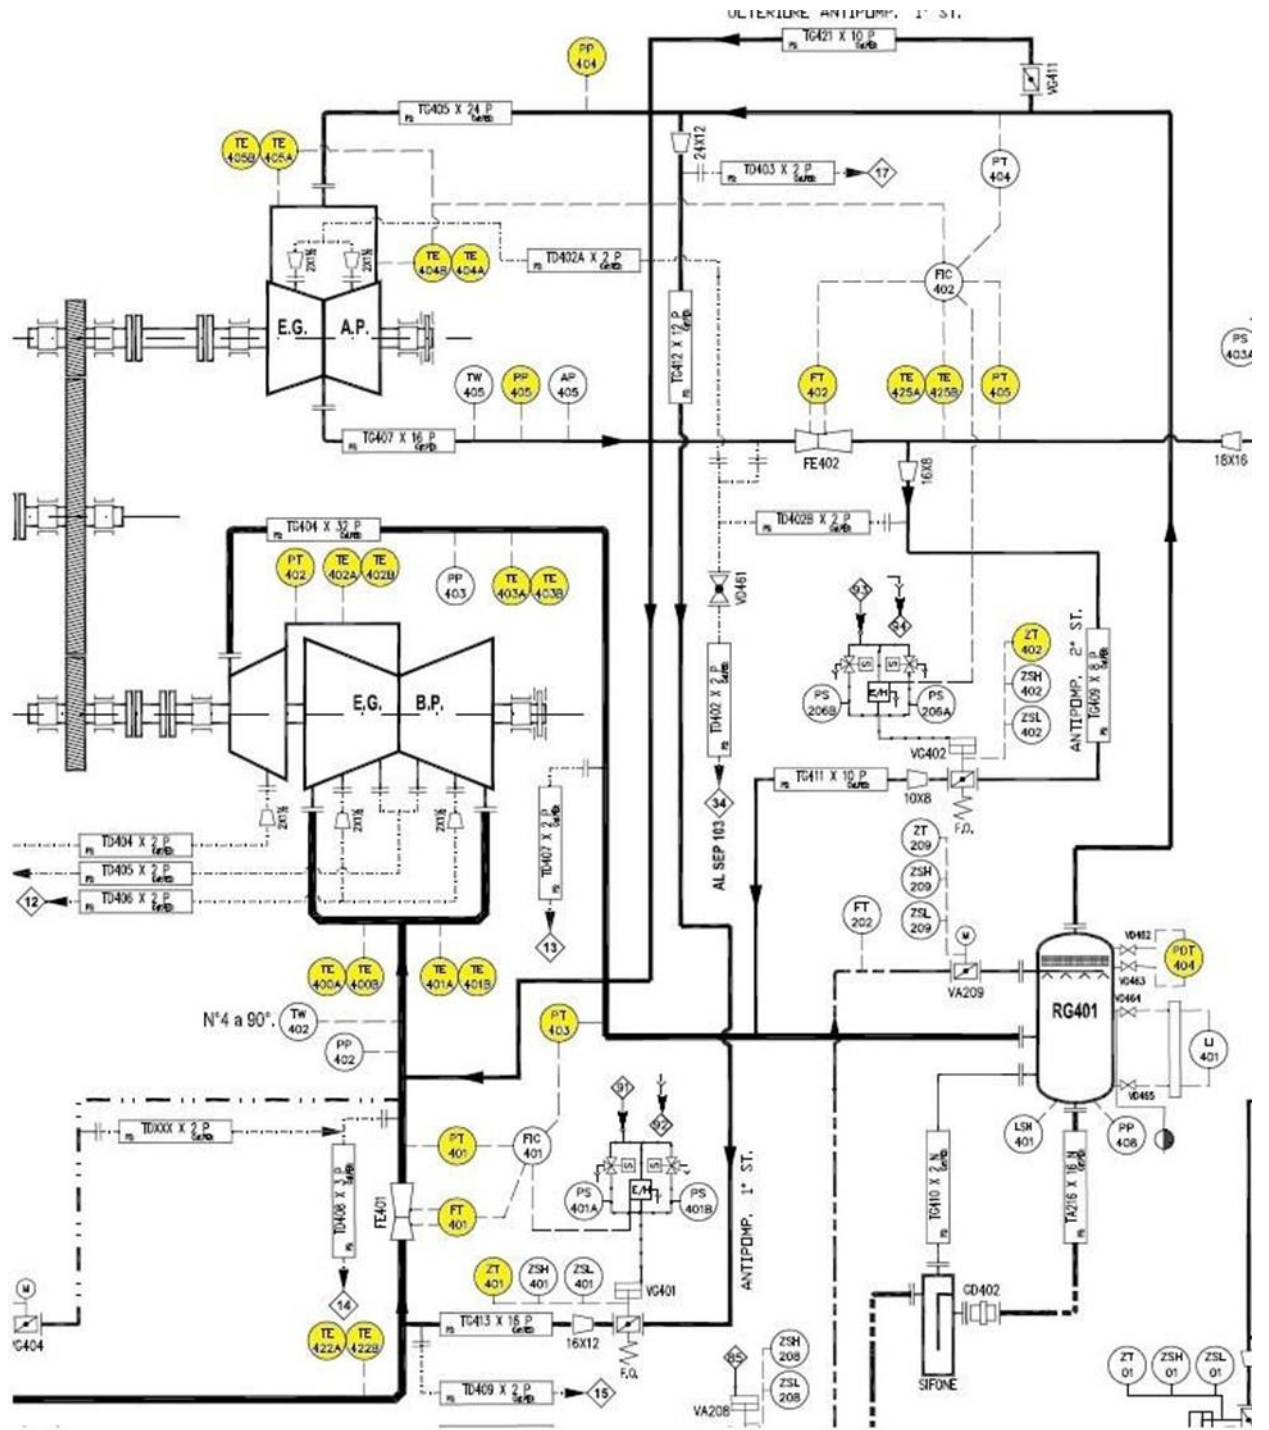 ULTERIORE ANTIPOMP. 1° ST.
TG421 X 10 P
PP
404
VG411
TG405 X 24 P
24X12
TE
405B
TE
405A
TD403 X 2 P
17
PT
404
2X1½
2X1½
TE
404B
TE
404A
TD402A X 2 P
FIC
402
E.G.
A.P.
TG412 X 12 P
PS
403A
TW
405
PP
405
AP
405
FT
402
TE
425A
TE
425B
PT
405
TG407 X 16 P
FE402
16X8
18X16
TG404 X 32 P
TD402B X 2 P
PT
402
TE
402A
TE
402B
PP
403
TE
403A
TE
403B
VD461
93
94
ZT
402
ZSH
402
ZSL
402
ANTIPOMP. 2° ST.
TG409 X 8 P
E.G.
B.P.
TD402 X 2 P
S
S
E/H
PS
206B
PS
206A
VG402
TG411 X 10 P
10X8
F.O.
34
AL SEP 103
2X1½
2X1½
TD407 X 2 P
TD404 X 2 P
TD405 X 2 P
12
TD406 X 2 P
13
ZT
209
ZSH
209
ZSL
209
FT
202
M
VA209
VD462
VD463
VD464
VD465
PDT
404
RG401
LI
401
TE
400A
TE
400B
TE
401A
TE
401B
N°4 a 90°.
TW
402
PP
402
PT
403
91
92
LSH
401
PP
408
TDXXX X 2 P
PT
401
FIC
401
TD408 X 3 P
FE401
FT
401
S
S
E/H
PS
401A
PS
401B
ANTIPOMP. 1° ST.
TG410 X 2 N
TA216 X 16 N
ZT
401
ZSH
401
ZSL
401
VG401
14
M
VG404
TE
422A
TE
422B
TG413 X 16 P
16X12
F.O.
GD402
SIFONE
TD409 X 2 P
15
85
VA208
ZSH
208
ZSL
208
ZT
01
ZSH
01
ZSL
01